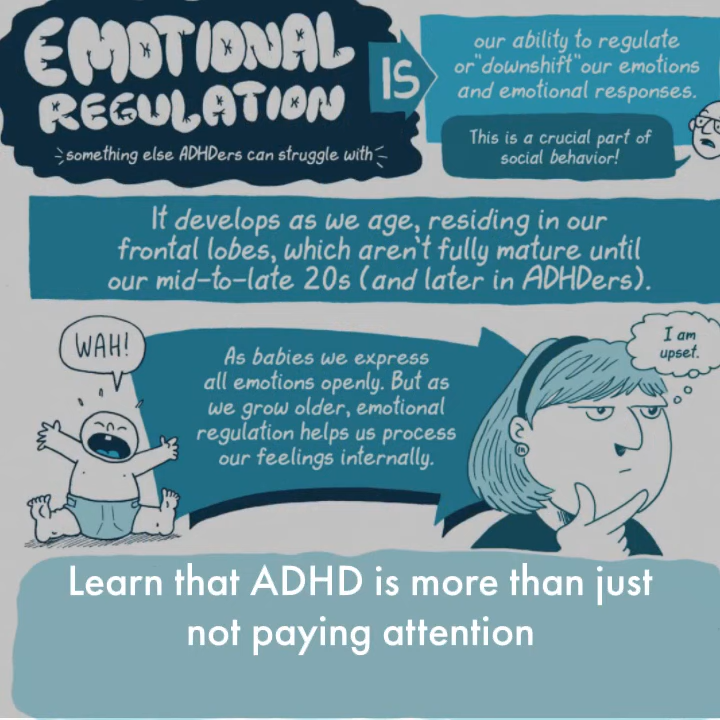 EMOTIONAL
REGULATION
something else ADHDers can struggle with
IS
our ability to regulate
or "downshift" our emotions
and emotional responses.
This is a crucial part of
social behavior!
It develops as we age, residing in our
frontal lobes, which aren't fully mature until
our mid-to-late 20s (and later in ADHDers).
WAH!
As babies we express
all emotions openly. But as
we grow older, emotional
regulation helps us process
our feelings internally.
I am
upset.
Learn that ADHD is more than just
not paying attention